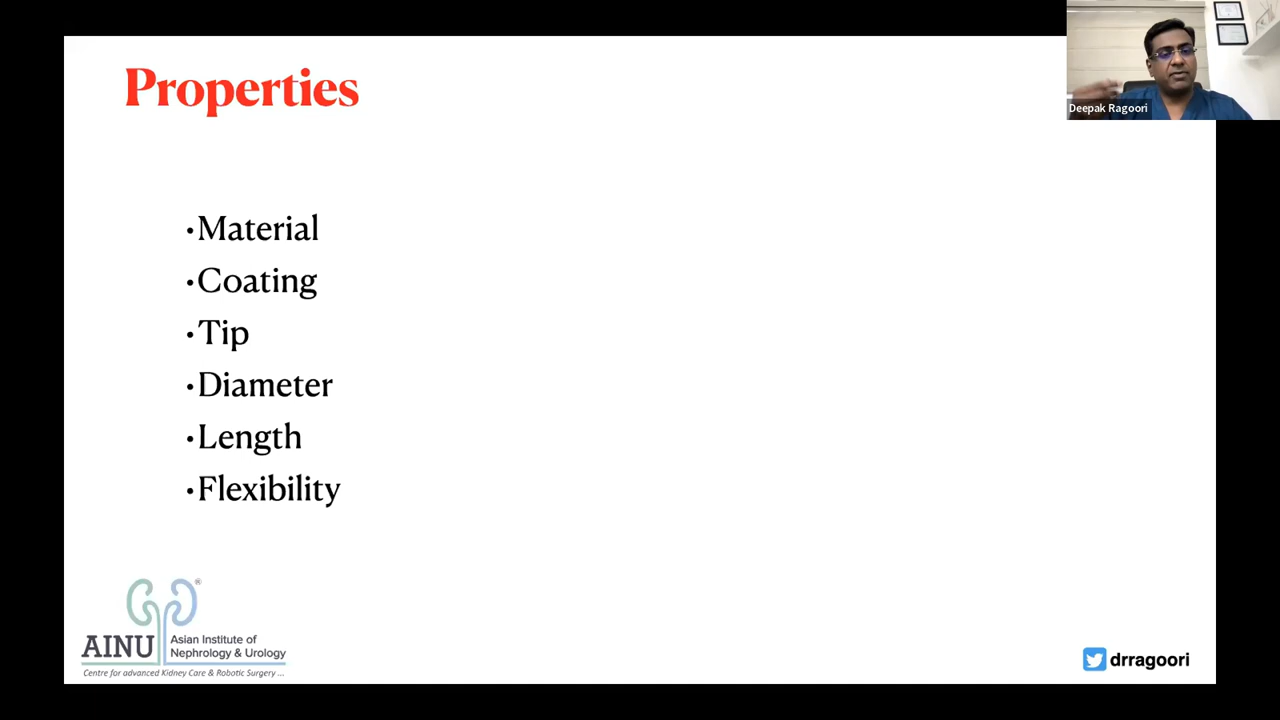 Properties
Deepak Ragoori
•Material
•Coating
•Tip
•Diameter
•Length
•Flexibility
®
AINU
Asian Institute of
Nephrology & Urology
Centre for advanced Kidney Care & Robotic Surgery ...
drragoori